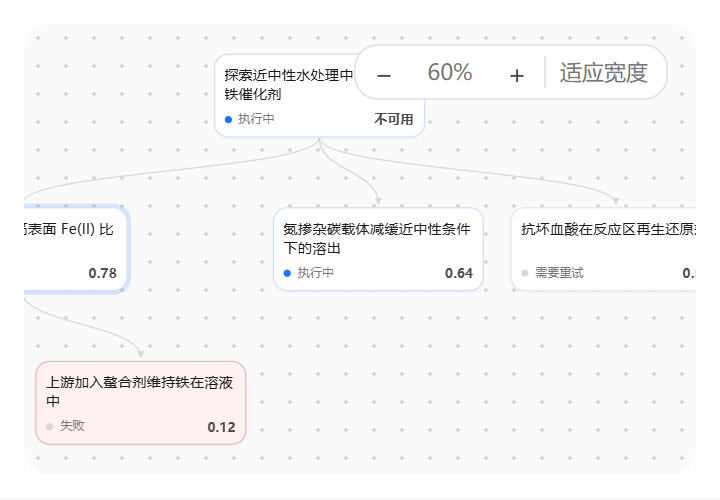 探索近中性水处理中
铁催化剂
执行中 不可用
− 60% + 适应宽度
表面 Fe(II) 比
0.78
氮掺杂碳载体减缓近中性条件
下的溶出
执行中 0.64
抗坏血酸在反应区再生还原
需要重试 0.
上游加入螯合剂维持铁在溶液
中
失败 0.12